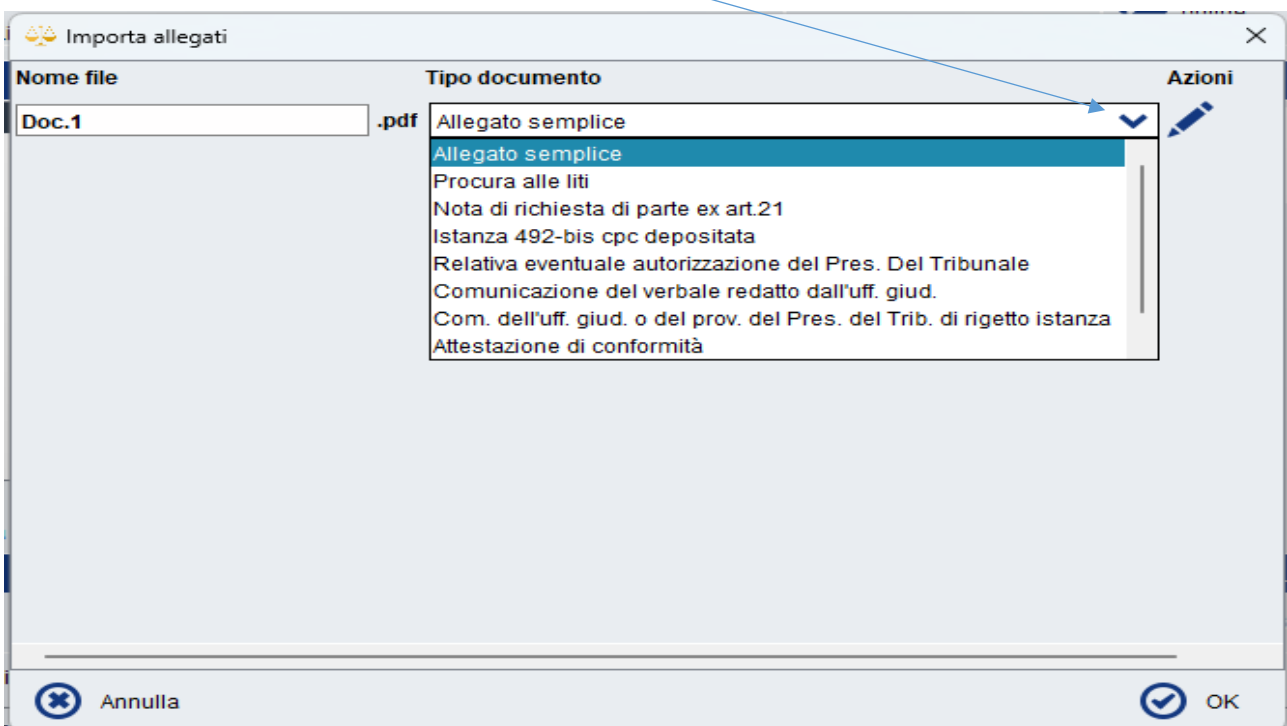 Importa allegati
Nome file Tipo documento Azioni
Doc.1 .pdf Allegato semplice
Allegato semplice
Procura alle liti
Nota di richiesta di parte ex art.21
Istanza 492-bis cpc depositata
Relativa eventuale autorizzazione del Pres. Del Tribunale
Comunicazione del verbale redatto dall'uff. giud.
Com. dell'uff. giud. o del prov. del Pres. del Trib. di rigetto istanza
Attestazione di conformità
Annulla OK